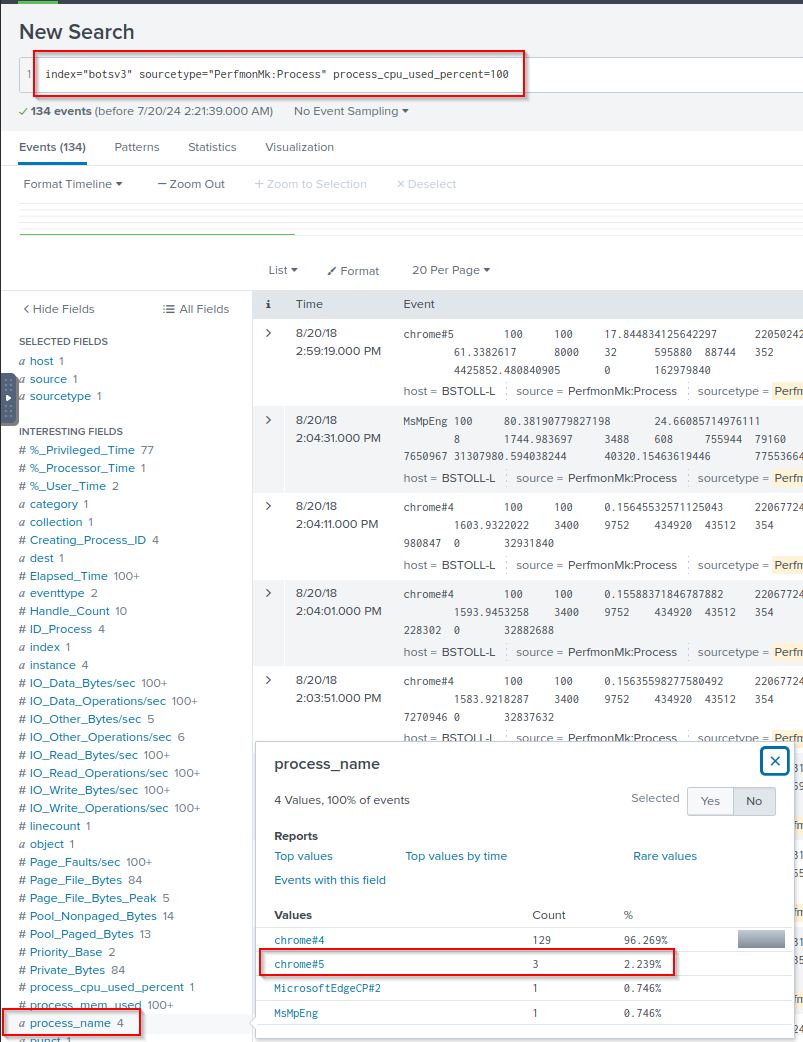 New Search
1 index="botsv3" sourcetype="PerfmonMk:Process" process_cpu_used_percent=100
134 events (before 7/20/24 2:21:39.000 AM) No Event Sampling
Events (134) Patterns Statistics Visualization
Format Timeline — Zoom Out + Zoom to Selection × Deselect
List Format 20 Per Page
Hide Fields All Fields
i Time Event
SELECTED FIELDS
a host 1
a source 1
a sourcetype 1
INTERESTING FIELDS
# %_Privileged_Time 77
# %_Processor_Time 1
# %_User_Time 2
a category 1
a collection 1
# Creating_Process_ID 4
a dest 1
# Elapsed_Time 100+
a eventtype 2
# Handle_Count 10
# ID_Process 4
a index 1
a instance 4
# IO_Data_Bytes/sec 100+
# IO_Data_Operations/sec 100+
# IO_Other_Bytes/sec 5
# IO_Other_Operations/sec 6
# IO_Read_Bytes/sec 100+
# IO_Read_Operations/sec 100+
# IO_Write_Bytes/sec 100+
# IO_Write_Operations/sec 100+
# linecount 1
a object 1
# Page_Faults/sec 100+
# Page_File_Bytes 84
# Page_File_Bytes_Peak 5
# Pool_Nonpaged_Bytes 14
# Pool_Paged_Bytes 13
# Priority_Base 2
# Private_Bytes 84
# process_cpu_used_percent 1
# process_mem_used 100+
a process_name 4
a punct 1
8/20/18
2:59:19.000 PM
chrome#5 100 100 17.844834125642297 22050242
61.3382617 8000 32 595880 88744 352
4425852.480840905 0 162979840
host = BSTOLL-L source = PerfmonMk:Process sourcetype = Perfm
8/20/18
2:04:31.000 PM
MsMpEng 100 80.38190779827198 24.66085714976111
8 1744.983697 3488 608 755944 79160
7650967 31307980.594038244 40320.15463619446 77553664
host = BSTOLL-L source = PerfmonMk:Process sourcetype = Perfm
8/20/18
2:04:11.000 PM
chrome#4 100 100 0.15645532571125043 22067724
1603.9322022 3400 9752 434920 43512 354
980847 0 32931840
host = BSTOLL-L source = PerfmonMk:Process sourcetype = Perfm
8/20/18
2:04:01.000 PM
chrome#4 100 100 0.15588371846787882 22067724
1593.9453258 3400 9752 434920 43512 354
228302 0 32882688
host = BSTOLL-L source = PerfmonMk:Process sourcetype = Perfm
8/20/18
2:03:51.000 PM
chrome#4 100 100 0.15635598277580492 22067724
1583.9218287 3400 9752 434920 43512 354
7270946 0 32837632
host = BSTOLL-L source = PerfmonMk:Process sourcetype = Perfm
process_name
4 Values, 100% of events Selected Yes No
Reports
Top values Top values by time Rare values
Events with this field
Values Count %
chrome#4 129 96.269%
chrome#5 3 2.239%
MicrosoftEdgeCP#2 1 0.746%
MsMpEng 1 0.746%